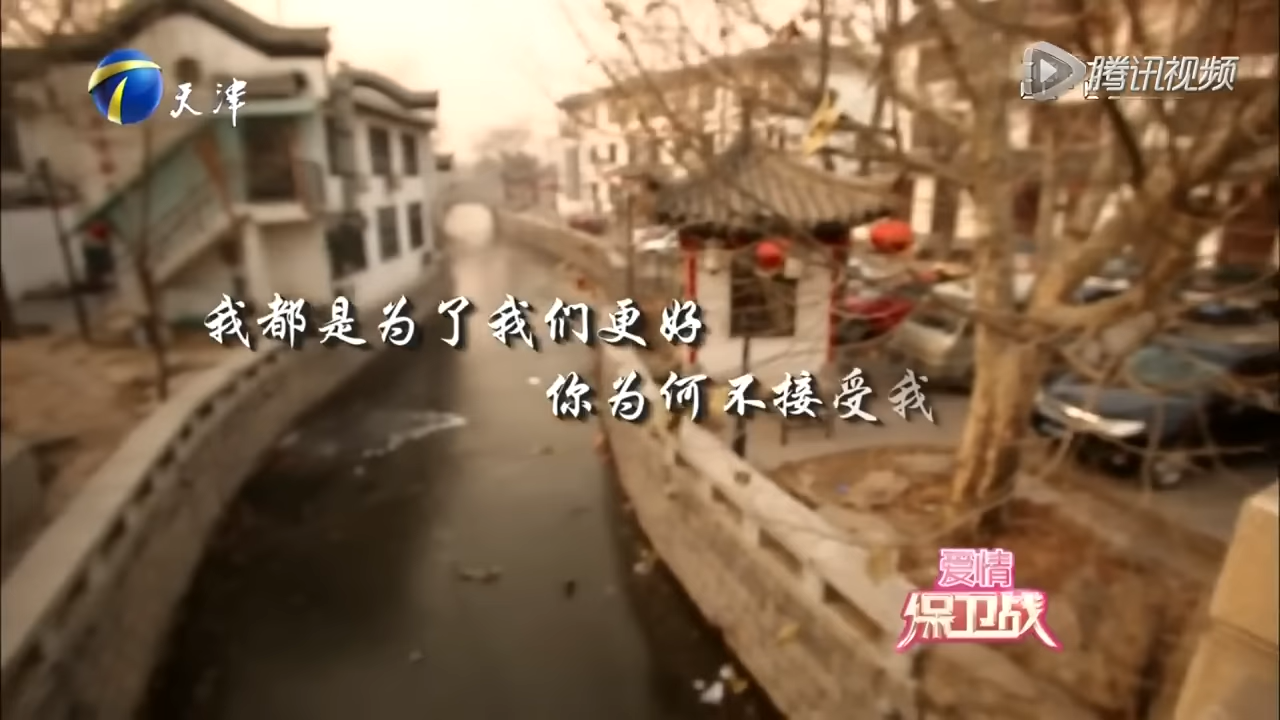 天津
腾讯视频
我都是为了我们更好
你为何不接受我
爱情
保卫战